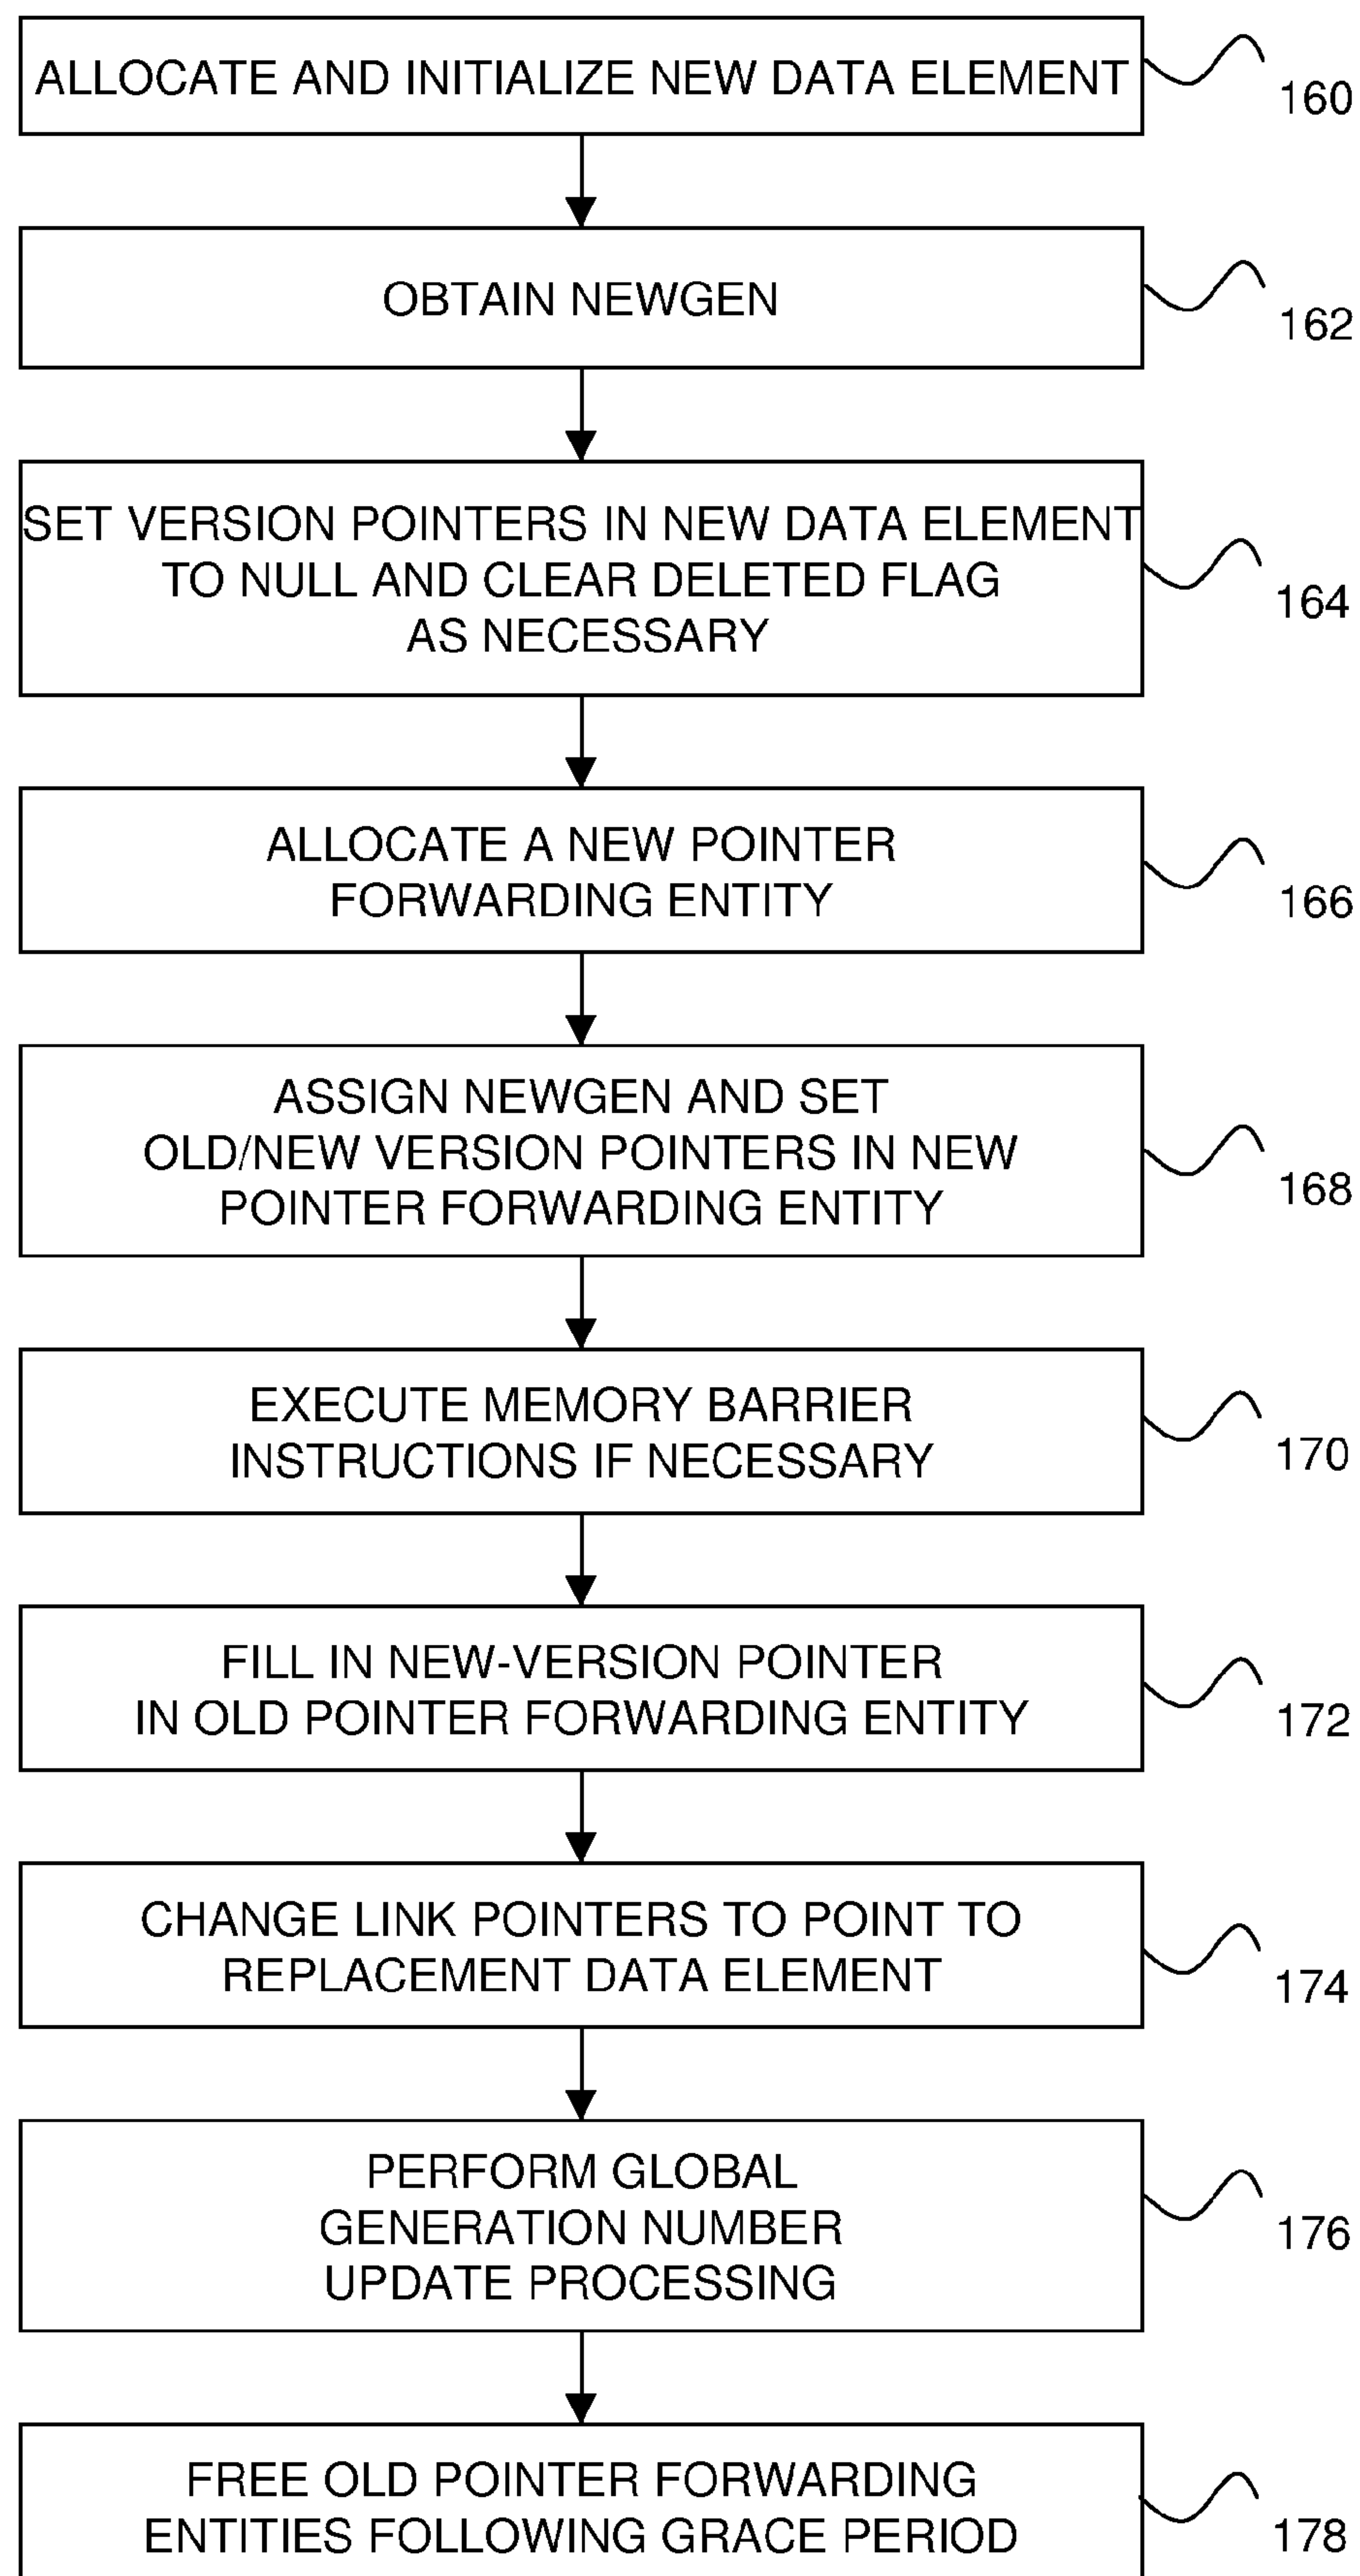 ALLOCATE AND INITIALIZE NEW DATA ELEMENT
160
OBTAIN NEWGEN
162
SET VERSION POINTERS IN NEW DATA ELEMENT
TO NULL AND CLEAR DELETED FLAG
AS NECESSARY
164
ALLOCATE A NEW POINTER
FORWARDING ENTITY
166
ASSIGN NEWGEN AND SET
OLD/NEW VERSION POINTERS IN NEW
POINTER FORWARDING ENTITY
168
EXECUTE MEMORY BARRIER
INSTRUCTIONS IF NECESSARY
170
FILL IN NEW-VERSION POINTER
IN OLD POINTER FORWARDING ENTITY
172
CHANGE LINK POINTERS TO POINT TO
REPLACEMENT DATA ELEMENT
174
PERFORM GLOBAL
GENERATION NUMBER
UPDATE PROCESSING
176
FREE OLD POINTER FORWARDING
ENTITIES FOLLOWING GRACE PERIOD
178